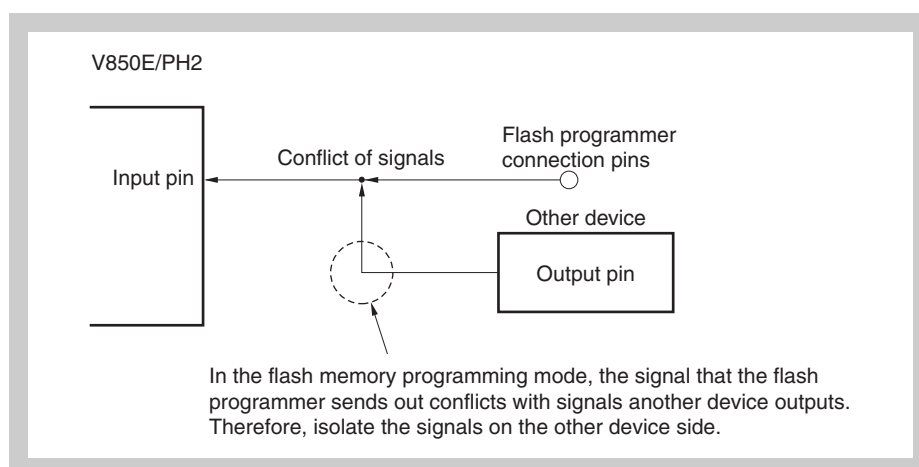 V850E/PH2
Flash programmer
connection pins
Conflict of signals
Input pin
Other device
Output pin
In the flash memory programming mode, the signal that the flash
programmer sends out conflicts with signals another device outputs.
Therefore, isolate the signals on the other device side.